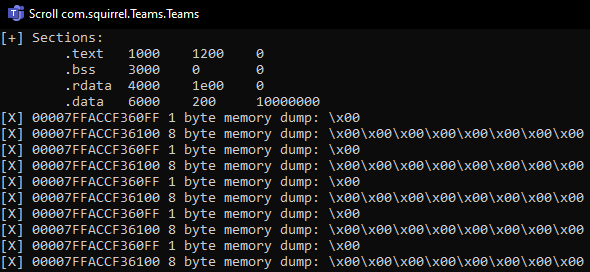 Scroll com.squirrel.Teams.Teams
[+] Sections:
.text 1000 1200 0
.bss 3000 0 0
.rdata 4000 1e00 0
.data 6000 200 10000000
[X] 00007FFACCF360FF 1 byte memory dump: \x00
[X] 00007FFACCF36100 8 byte memory dump: \x00\x00\x00\x00\x00\x00\x00\x00
[X] 00007FFACCF360FF 1 byte memory dump: \x00
[X] 00007FFACCF36100 8 byte memory dump: \x00\x00\x00\x00\x00\x00\x00\x00
[X] 00007FFACCF360FF 1 byte memory dump: \x00
[X] 00007FFACCF36100 8 byte memory dump: \x00\x00\x00\x00\x00\x00\x00\x00
[X] 00007FFACCF360FF 1 byte memory dump: \x00
[X] 00007FFACCF36100 8 byte memory dump: \x00\x00\x00\x00\x00\x00\x00\x00
[X] 00007FFACCF360FF 1 byte memory dump: \x00
[X] 00007FFACCF36100 8 byte memory dump: \x00\x00\x00\x00\x00\x00\x00\x00